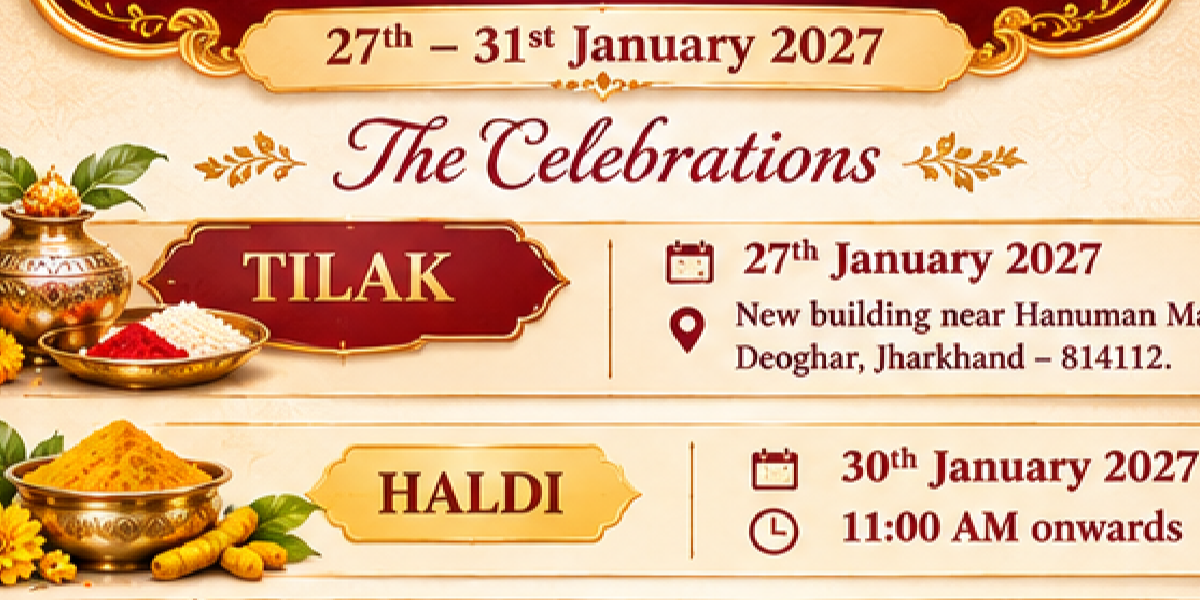 27th – 31st January 2027
The Celebrations
TILAK
27th January 2027
New building near Hanuman
Deoghar, Jharkhand – 814112.
HALDI
30th January 2027
11:00 AM onwards